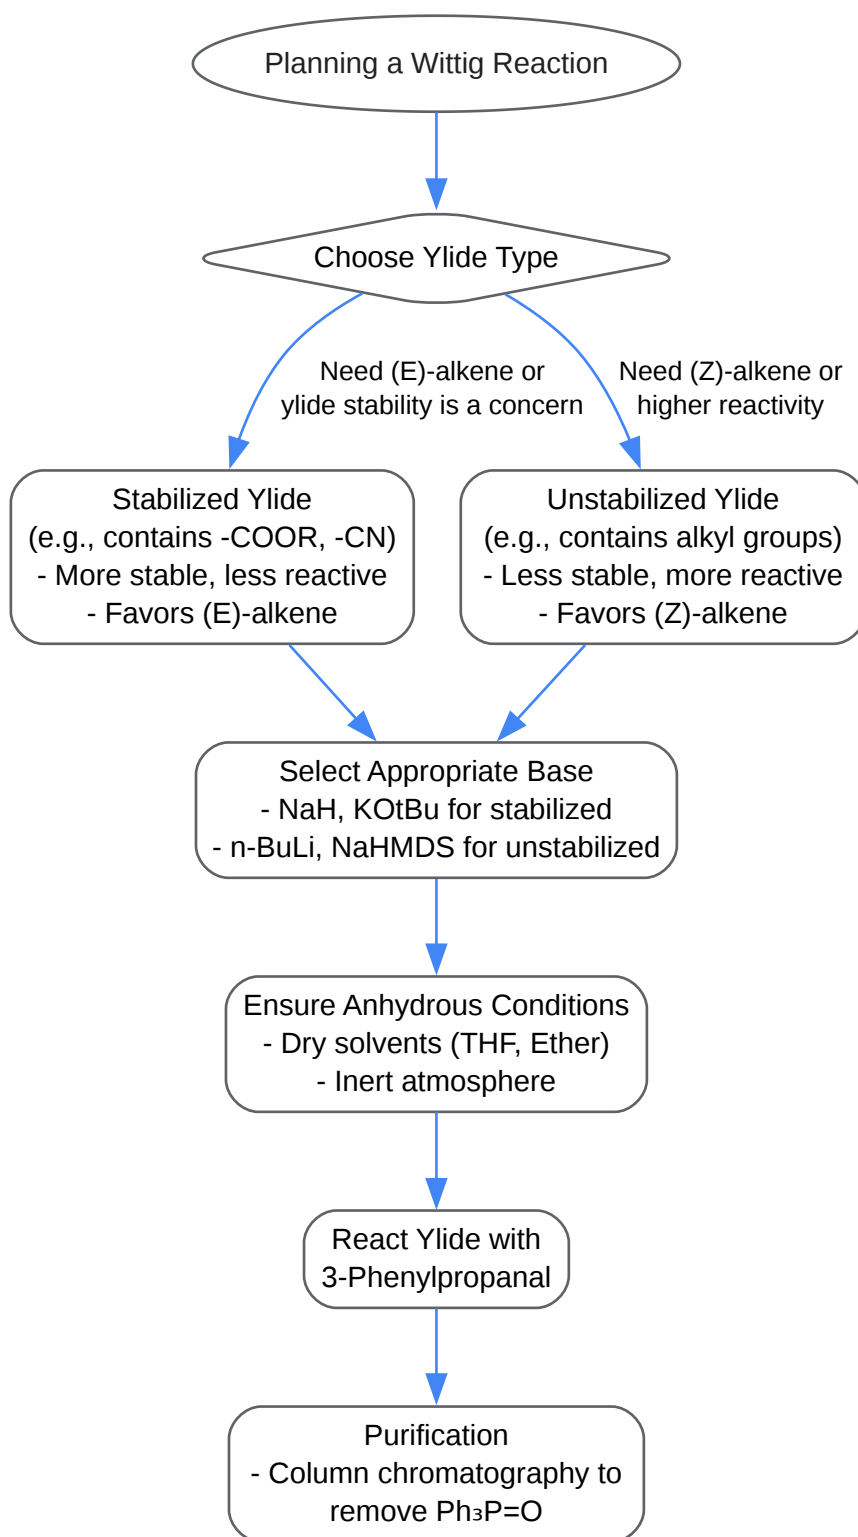 Planning a Wittig Reaction
Choose Ylide Type
Need (E)-alkene or
ylide stability is a concern
Need (Z)-alkene or
higher reactivity
Stabilized Ylide
(e.g., contains -COOR, -CN)
- More stable, less reactive
- Favors (E)-alkene
Unstabilized Ylide
(e.g., contains alkyl groups)
- Less stable, more reactive
- Favors (Z)-alkene
Select Appropriate Base
- NaH, KOtBu for stabilized
- n-BuLi, NaHMDS for unstabilized
Ensure Anhydrous Conditions
- Dry solvents (THF, Ether)
- Inert atmosphere
React Ylide with
3-Phenylpropanal
Purification
- Column chromatography to
remove Ph₃P=O